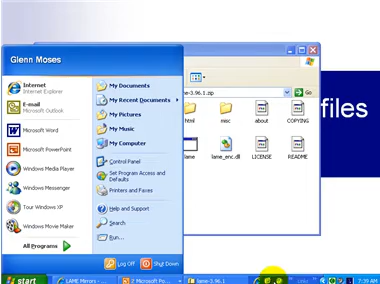 Glenn Moses
Internet
Internet Explorer
E-mail
Microsoft Outlook
Microsoft Word
Microsoft PowerPoint
Windows Media Player
Windows Messenger
Tour Windows XP
Windows Movie Maker
All Programs
My Documents
My Recent Documents
My Pictures
My Music
My Computer
Control Panel
Set Program Access and
Defaults
Printers and Faxes
Help and Support
Search
Run...
Log Off
Shut Down
-3.96.1.zip
Go
html
misc
about
COPYING
lame
lame_enc.dll
LICENSE
README
files
start
LAME Mirrors - ...
2 Microsoft Po...
lame-3.96.1
Links
7:39 AM